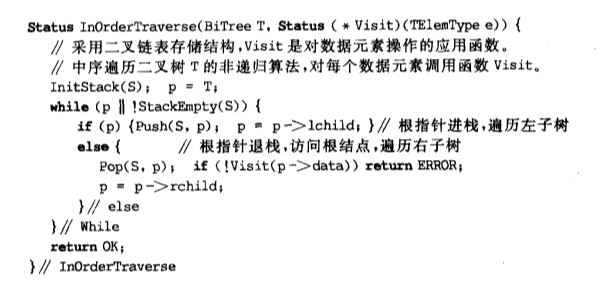 Status InOrderTraverse(BiTree T, Status ( * Visit)(TElemType e)) {
// 采用二叉链表存储结构,Visit 是对数据元素操作的应用函数。
// 中序遍历二叉树 T 的非递归算法,对每个数据元素调用函数 Visit。
InitStack(S); p = T;
while (p || !StackEmpty(S)) {
if (p) {Push(S, p); p = p->lchild; }// 根指针进栈,遍历左子树
else { // 根指针退栈,访问根结点,遍历右子树
Pop(S, p); if (!Visit(p->data)) return ERROR;
p = p->rchild;
}// else
}// While
return OK;
}// InOrderTraverse